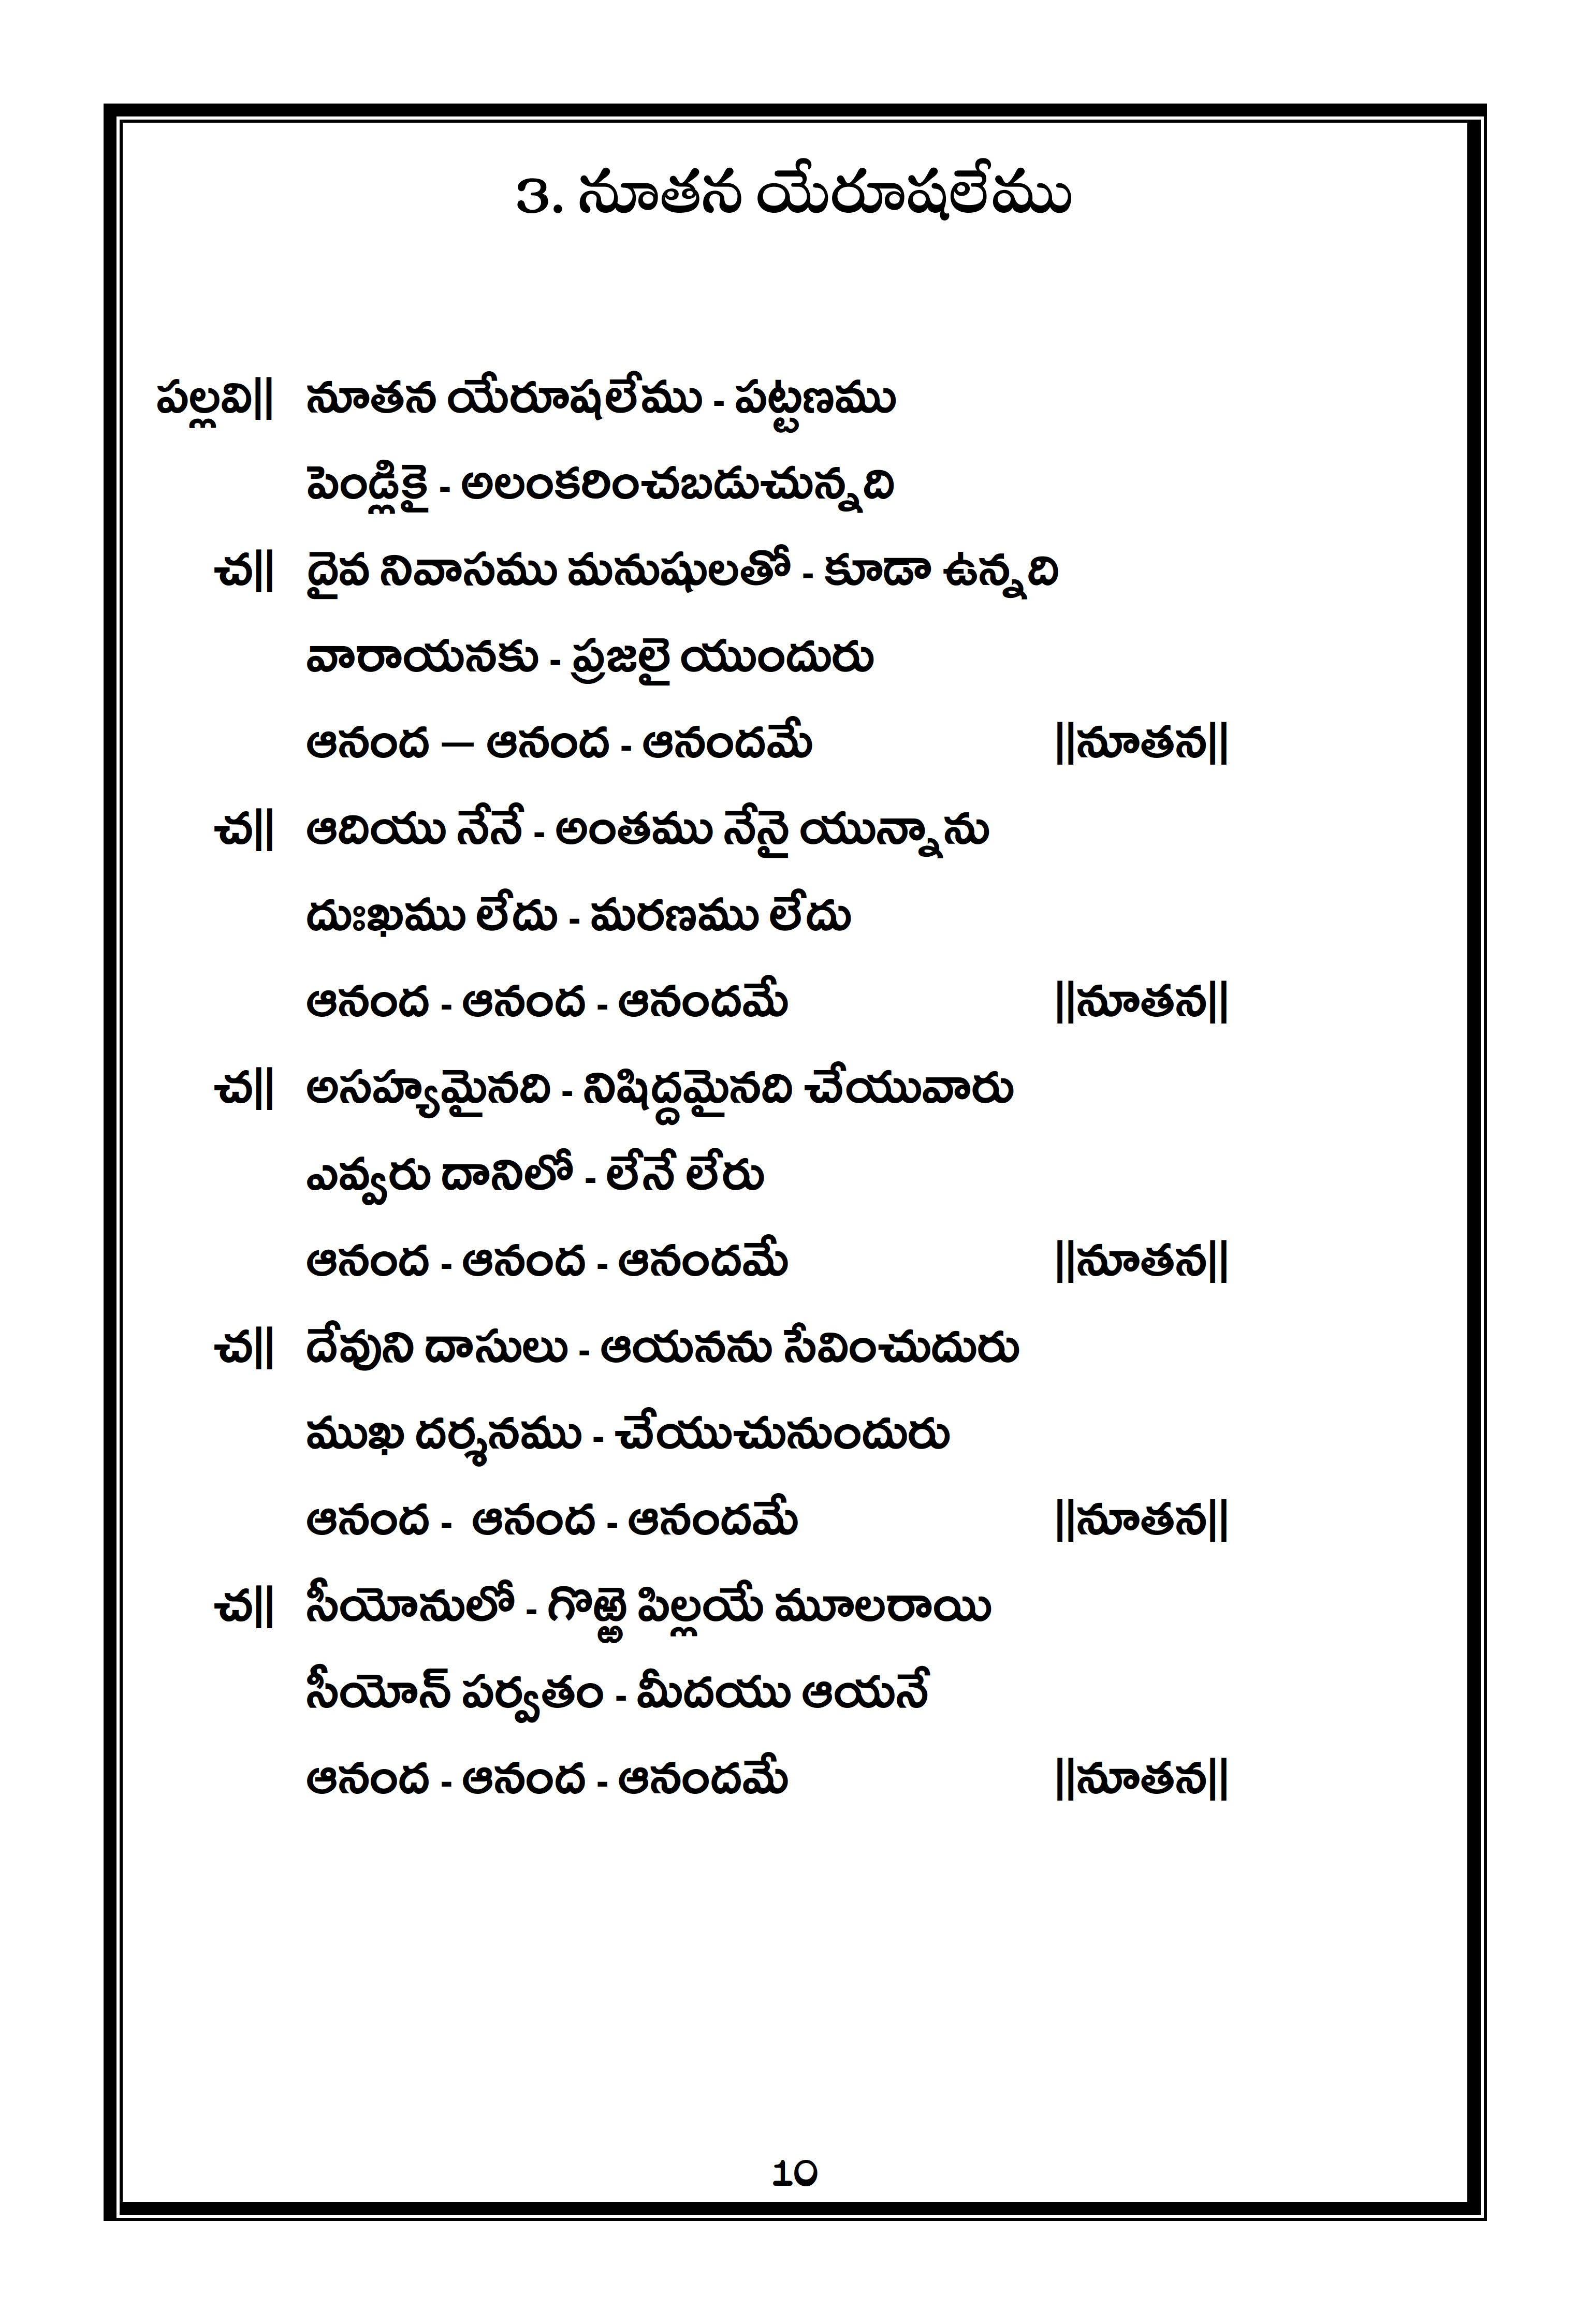 3. నూతన యేరూషలేము
పల్లవి|| నూతన యేరూషలేము - పట్టణము
పెండ్లికై - అలంకరించబడుచున్నది
చ|| దైవ నివాసము మనుషులతో - కూడా ఉన్నది
వారాయనకు - ప్రజలై యుందురు
ఆనంద – ఆనంద - ఆనందమే ||నూతన||
చ|| ఆదియు నేనే - అంతము నేనై యున్నాను
దుఃఖము లేదు - మరణము లేదు
ఆనంద - ఆనంద - ఆనందమే ||నూతన||
చ|| అసహ్యమైనది - నిషిద్దమైనది చేయువారు
ఎవ్వరు దానిలో - లేనే లేరు
ఆనంద - ఆనంద - ఆనందమే ||నూతన||
చ|| దేవుని దాసులు - ఆయనను సేవించుదురు
ముఖ దర్శనము - చేయుచునుందురు
ఆనంద - ఆనంద - ఆనందమే ||నూతన||
చ|| సీయోనులో - గొఱ్ఱె పిల్లయే మూలరాయి
సీయోన్ పర్వతం - మీదయు ఆయనే
ఆనంద - ఆనంద - ఆనందమే ||నూతన||
10